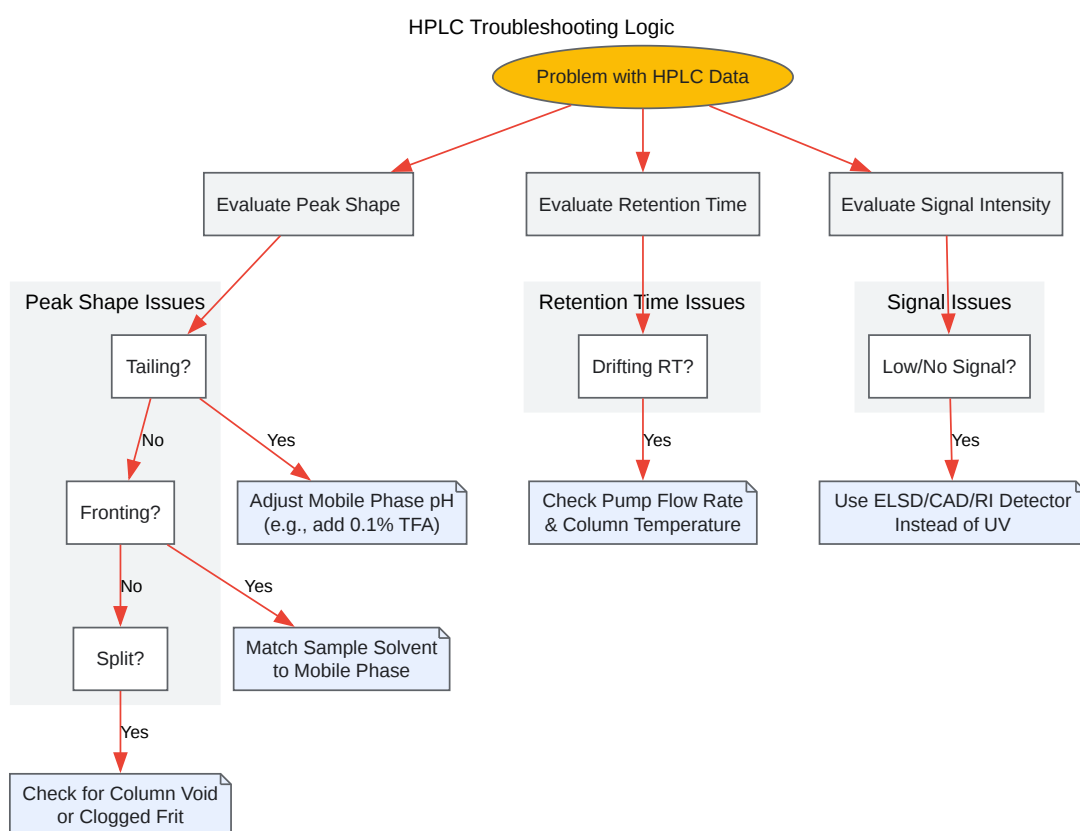 HPLC Troubleshooting Logic
Problem with HPLC Data
Evaluate Peak Shape
Evaluate Retention Time
Evaluate Signal Intensity
Peak Shape Issues
Retention Time Issues
Signal Issues
Tailing?
Drifting RT?
Low/No Signal?
No
Yes
Yes
Yes
Fronting?
Adjust Mobile Phase pH
(e.g., add 0.1% TFA)
Check Pump Flow Rate
& Column Temperature
Use ELSD/CAD/RI Detector
Instead of UV
No
Yes
Split?
Match Sample Solvent
to Mobile Phase
Yes
Check for Column Void
or Clogged Frit